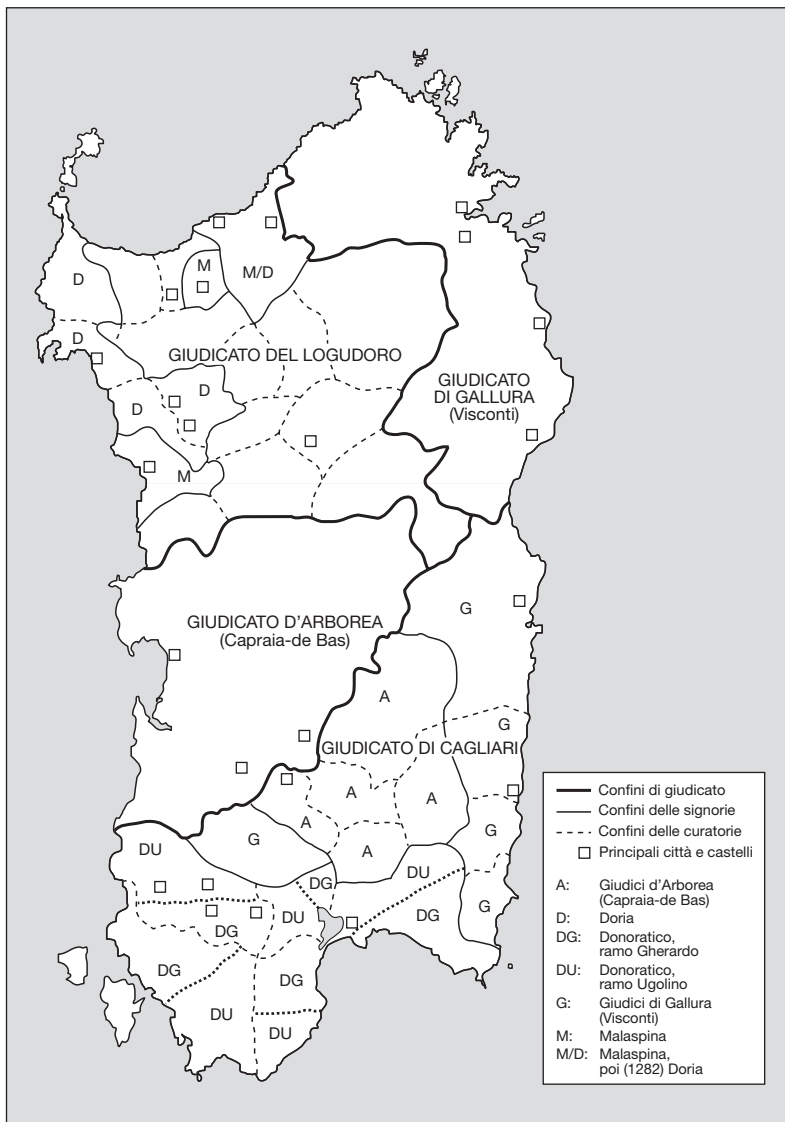 M
D
M/D
D
GIUDICATO DEL LOGUDORO
GIUDICATO
DI GALLURA
(Visconti)
D
D
M
GIUDICATO D'ARBOREA
(Capraia-de Bas)
G
A
G
GIUDICATO DI CAGLIARI
A
A
A
G
A
G
DU
DG
DU
G
DU
DG
DG
DG
DG
DU
DU
Confini di giudicato
Confini delle signorie
Confini delle curatorie
Principali città e castelli
A: Giudici d'Arborea
(Capraia-de Bas)
D: Doria
DG: Donoratico,
ramo Gherardo
DU: Donoratico,
ramo Ugolino
G: Giudici di Gallura
(Visconti)
M: Malaspina
M/D: Malaspina,
poi (1282) Doria